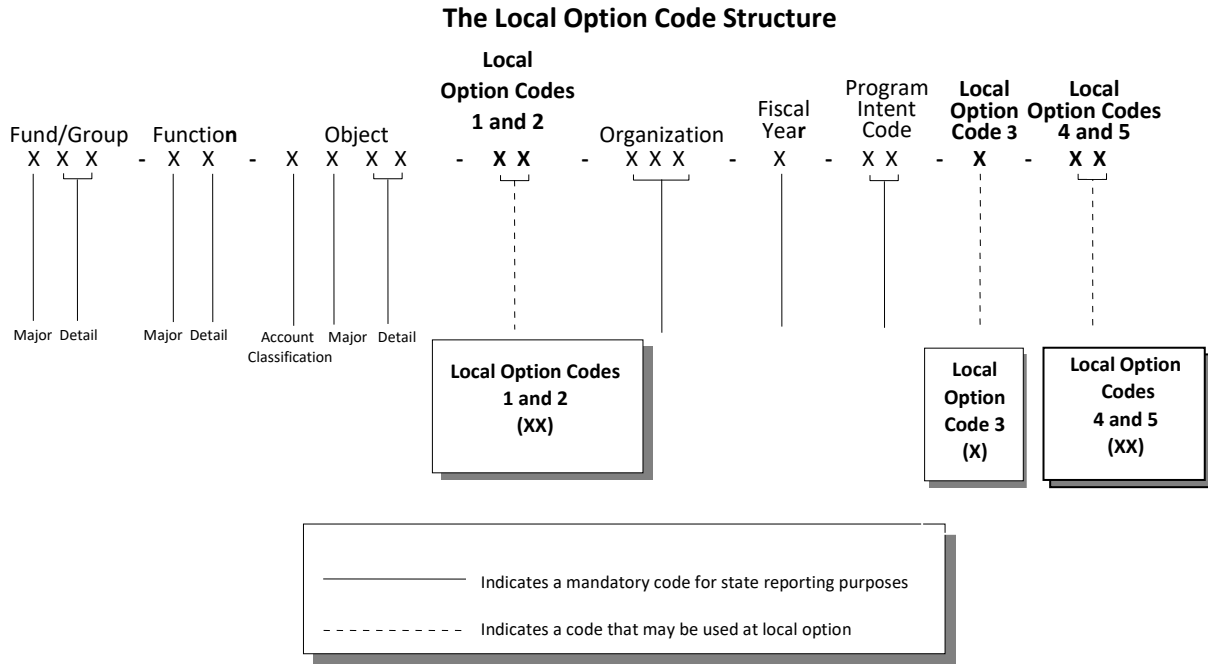 The Local Option Code Structure
Local
Option Codes
1 and 2
Fund/Group
Function
Object
Organization
Fiscal
Year
Program
Intent
Code
Local
Option
Code 3
Local
Option Codes
4 and 5
X X X - X X - X X X X - X X - X X X - X - X X - X - X X
Major Detail
Major Detail
Account
Classification
Major Detail
Local Option Codes
1 and 2
(XX)
Local
Option
Code 3
(X)
Local Option
Codes
4 and 5
(XX)
Indicates a mandatory code for state reporting purposes
Indicates a code that may be used at local option